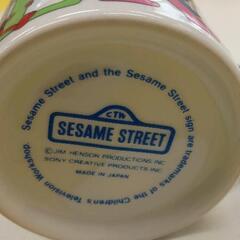 Sesame Street and the Sesame Street sign are trademarks of the Children's Television Workshop.
CTW
SESAME STREET
©JIM HENSON PRODUCTIONS INC
SONY CREATIVE PRODUCTS INC
MADE IN JAPAN